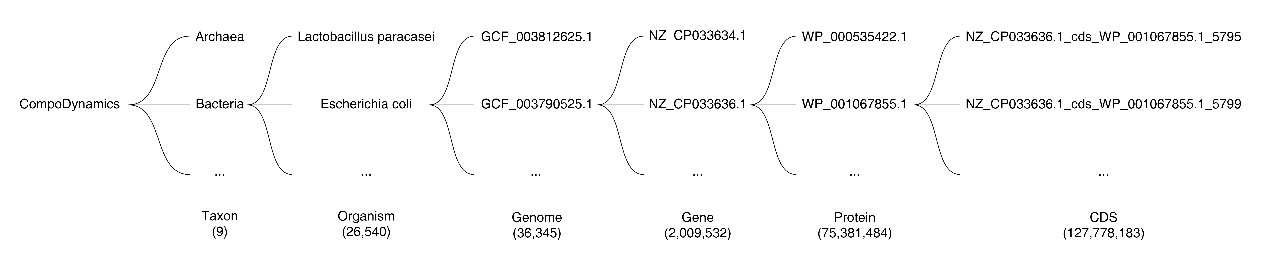 Archaea Lactobacillus paracasei GCF_003812625.1 NZ_CP033634.1 WP_000535422.1 NZ_CP033636.1_cds_WP_001067855.1_5795
CompoDynamics Bacteria Escherichia coli GCF_003790525.1 NZ_CP033636.1 WP_001067855.1 NZ_CP033636.1_cds_WP_001067855.1_5799
... ... ... ... ... ...
Taxon Organism Genome Gene Protein CDS
(9) (26,540) (36,345) (2,009,532) (75,381,484) (127,778,183)